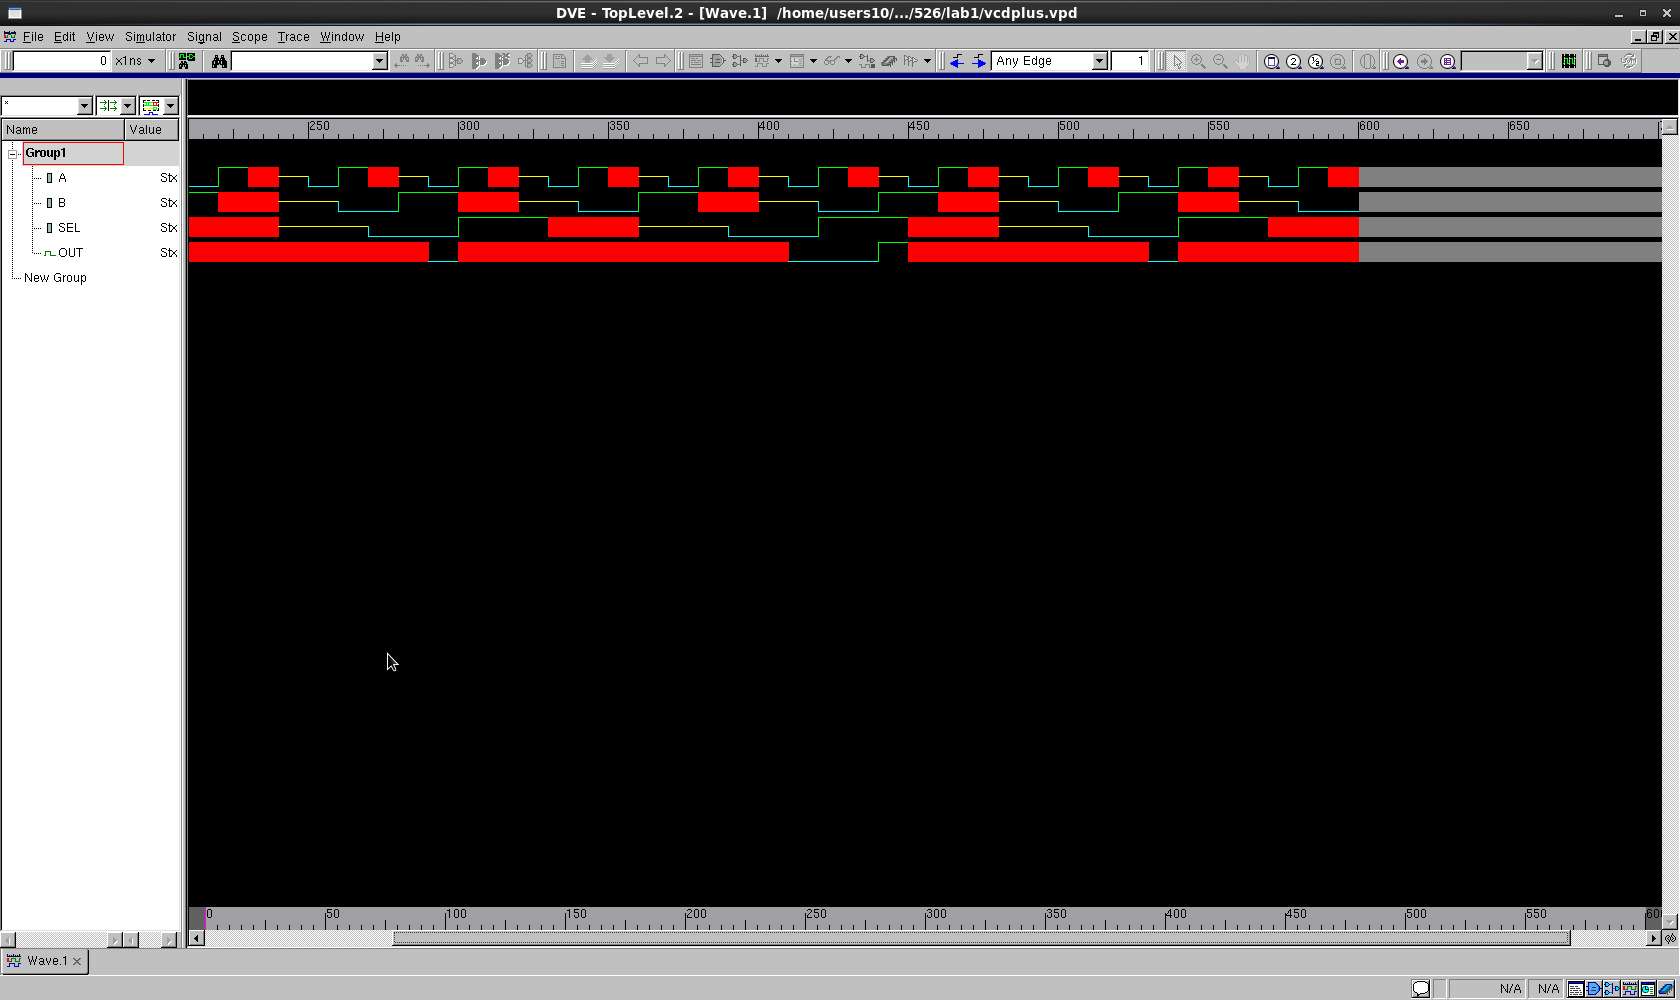 DVE - TopLevel.2 - [Wave.1] /home/users10/.../526/lab1/vcdplus.vpd
File Edit View Simulator Signal Scope Trace Window Help
0 x1ns Any Edge 1
*
Name Value
250 300 350 400 450 500 550 600 650
Group1
A Stx
B Stx
SEL Stx
OUT Stx
New Group
0 50 100 150 200 250 300 350 400 450 500 550 600
Wave.1
N/A N/A